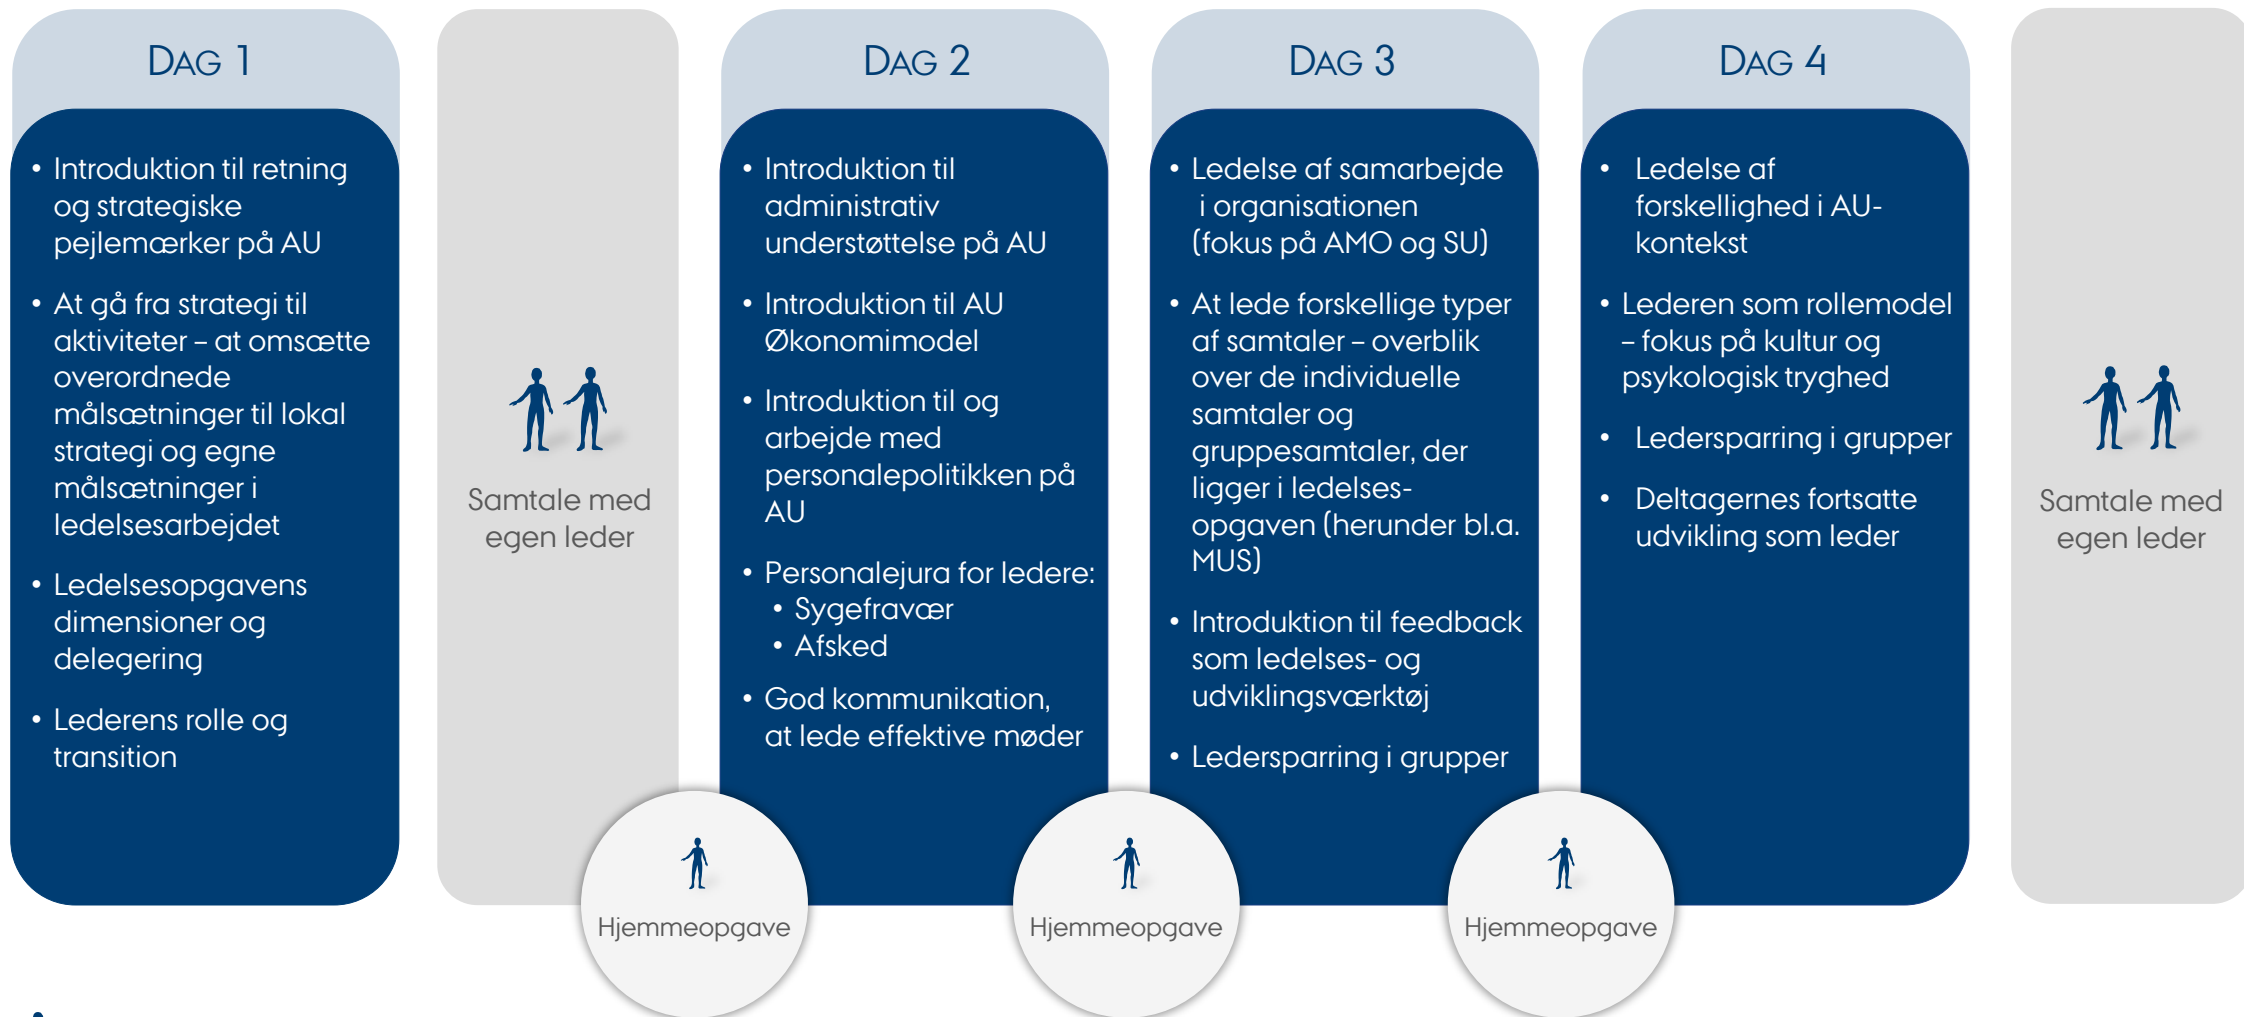 DAG 1
• Introduktion til retning
og strategiske
pejlemærker på AU
• At gå fra strategi til
aktiviteter – at omsætte
overordnede
målsætninger til lokal
strategi og egne
målsætninger i
ledelsesarbejdet
• Ledelsesopgavens
dimensioner og
delegering
• Lederens rolle og
transition
Samtale med
egen leder
Hjemmeopgave
DAG 2
• Introduktion til
administrativ
understøttelse på AU
• Introduktion til AU
Økonomimodel
• Introduktion til og
arbejde med
personalepolitikken på
AU
• Personalejura for ledere:
• Sygefravær
• Afsked
• God kommunikation,
at lede effektive møder
Hjemmeopgave
DAG 3
• Ledelse af samarbejde
i organisationen
(fokus på AMO og SU)
• At lede forskellige typer
af samtaler – overblik
over de individuelle
samtaler og
gruppesamtaler, der
ligger i ledelses-
opgaven (herunder bl.a.
MUS)
• Introduktion til feedback
som ledelses- og
udviklingsværktøj
• Ledersparring i grupper
Hjemmeopgave
DAG 4
• Ledelse af
forskellighed i AU-
kontekst
• Lederen som rollemodel
– fokus på kultur og
psykologisk tryghed
• Ledersparring i grupper
• Deltagernes fortsatte
udvikling som leder
Samtale med
egen leder